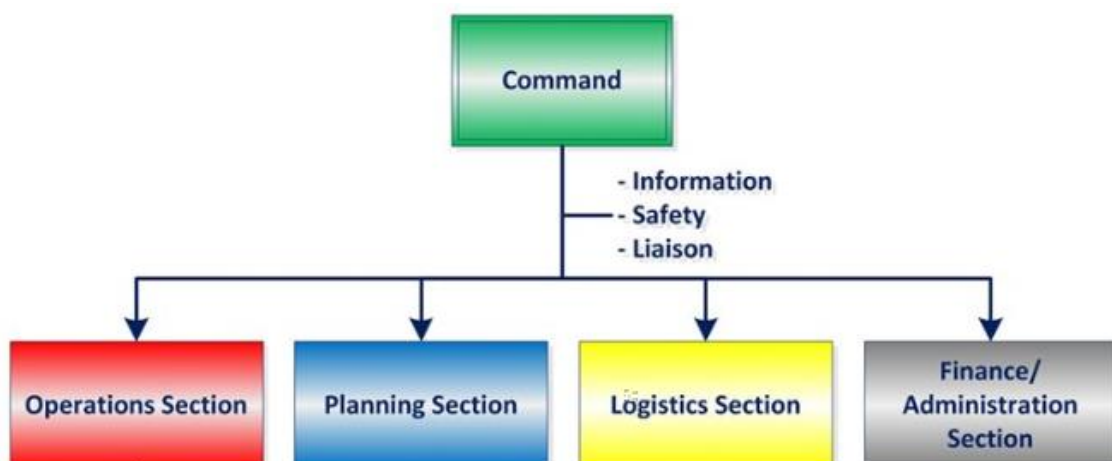 Command
- Information
- Safety
- Liaison
Operations Section
Planning Section
Logistics Section
Finance/
Administration
Section